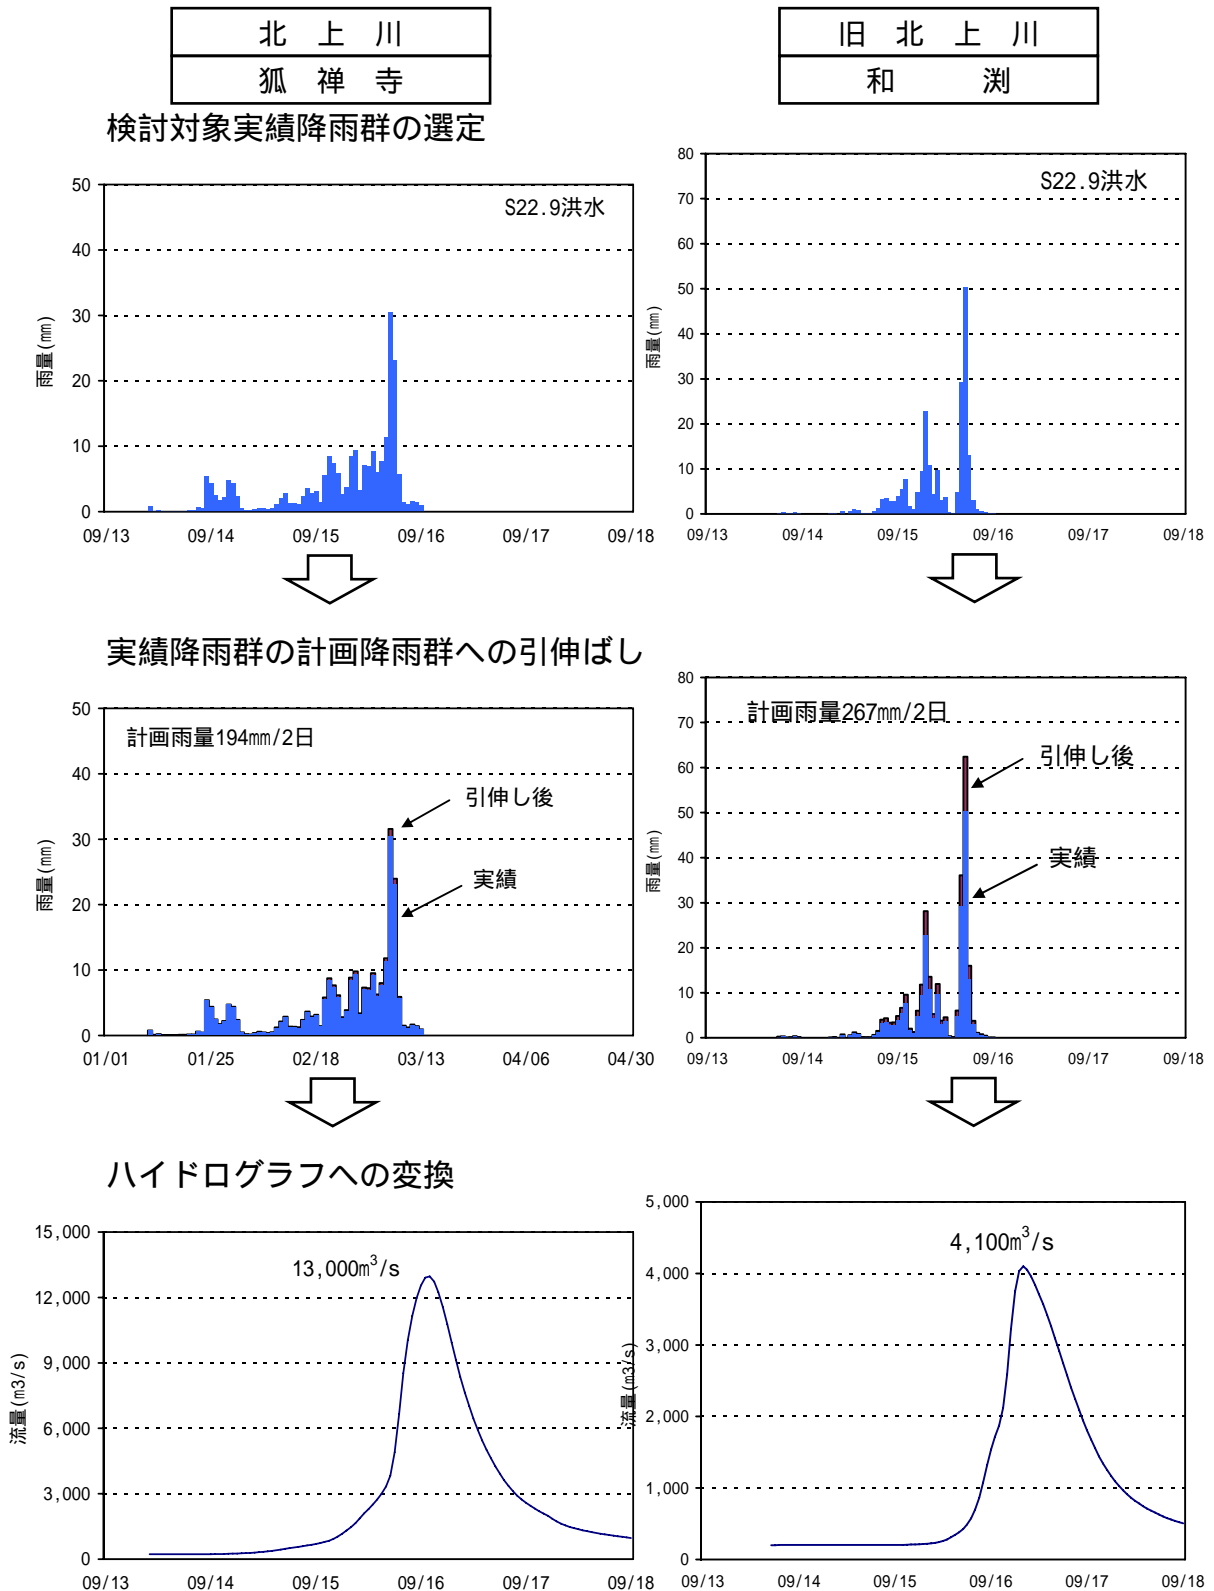 北 上 川
狐 禅 寺
旧 北 上 川
和 渕
検討対象実績降雨群の選定
S22.9洪水
雨量(mm)
50
40
30
20
10
0
09/13 09/14 09/15 09/16 09/17 09/18
S22.9洪水
雨量(mm)
80
70
60
50
40
30
20
10
0
09/13 09/14 09/15 09/16 09/17 09/18
実績降雨群の計画降雨群への引伸ばし
計画雨量194mm/2日
引伸し後
実績
雨量(mm)
50
40
30
20
10
0
01/01 01/25 02/18 03/13 04/06 04/30
計画雨量267mm/2日
引伸し後
実績
雨量(mm)
80
70
60
50
40
30
20
10
0
09/13 09/14 09/15 09/16 09/17 09/18
ハイドログラフへの変換
13,000m³/s
流量(m3/s)
15,000
12,000
9,000
6,000
3,000
0
09/13 09/14 09/15 09/16 09/17 09/18
4,100m³/s
流量(m3/s)
5,000
4,000
3,000
2,000
1,000
0
09/13 09/14 09/15 09/16 09/17 09/18